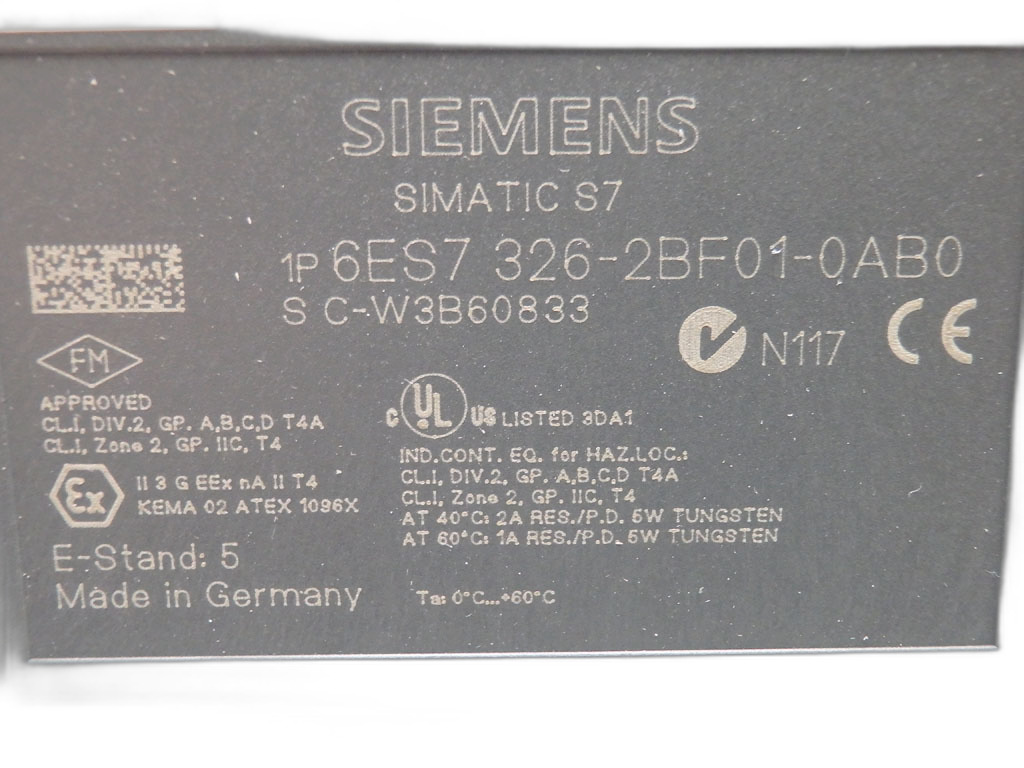 SIEMENS
SIMATIC S7
1P 6ES7 326-2BF01-0AB0
S C-W3B60833
N117
CE
FM
APPROVED
CL.I, DIV.2, GP. A,B,C,D T4A
CL.I, Zone 2, GP. IIC, T4
Ex
II 3 G EEx nA II T4
KEMA 02 ATEX 1096X
E-Stand: 5
Made in Germany
C UL US LISTED 3DA1
IND.CONT. EQ. for HAZ.LOC.:
CL.I, DIV.2, GP. A,B,C,D T4A
CL.I, Zone 2, GP. IIC, T4
AT 40°C: 2A RES./P.D. 5W TUNGSTEN
AT 60°C: 1A RES./P.D. 5W TUNGSTEN
Ta: 0°C...+60°C